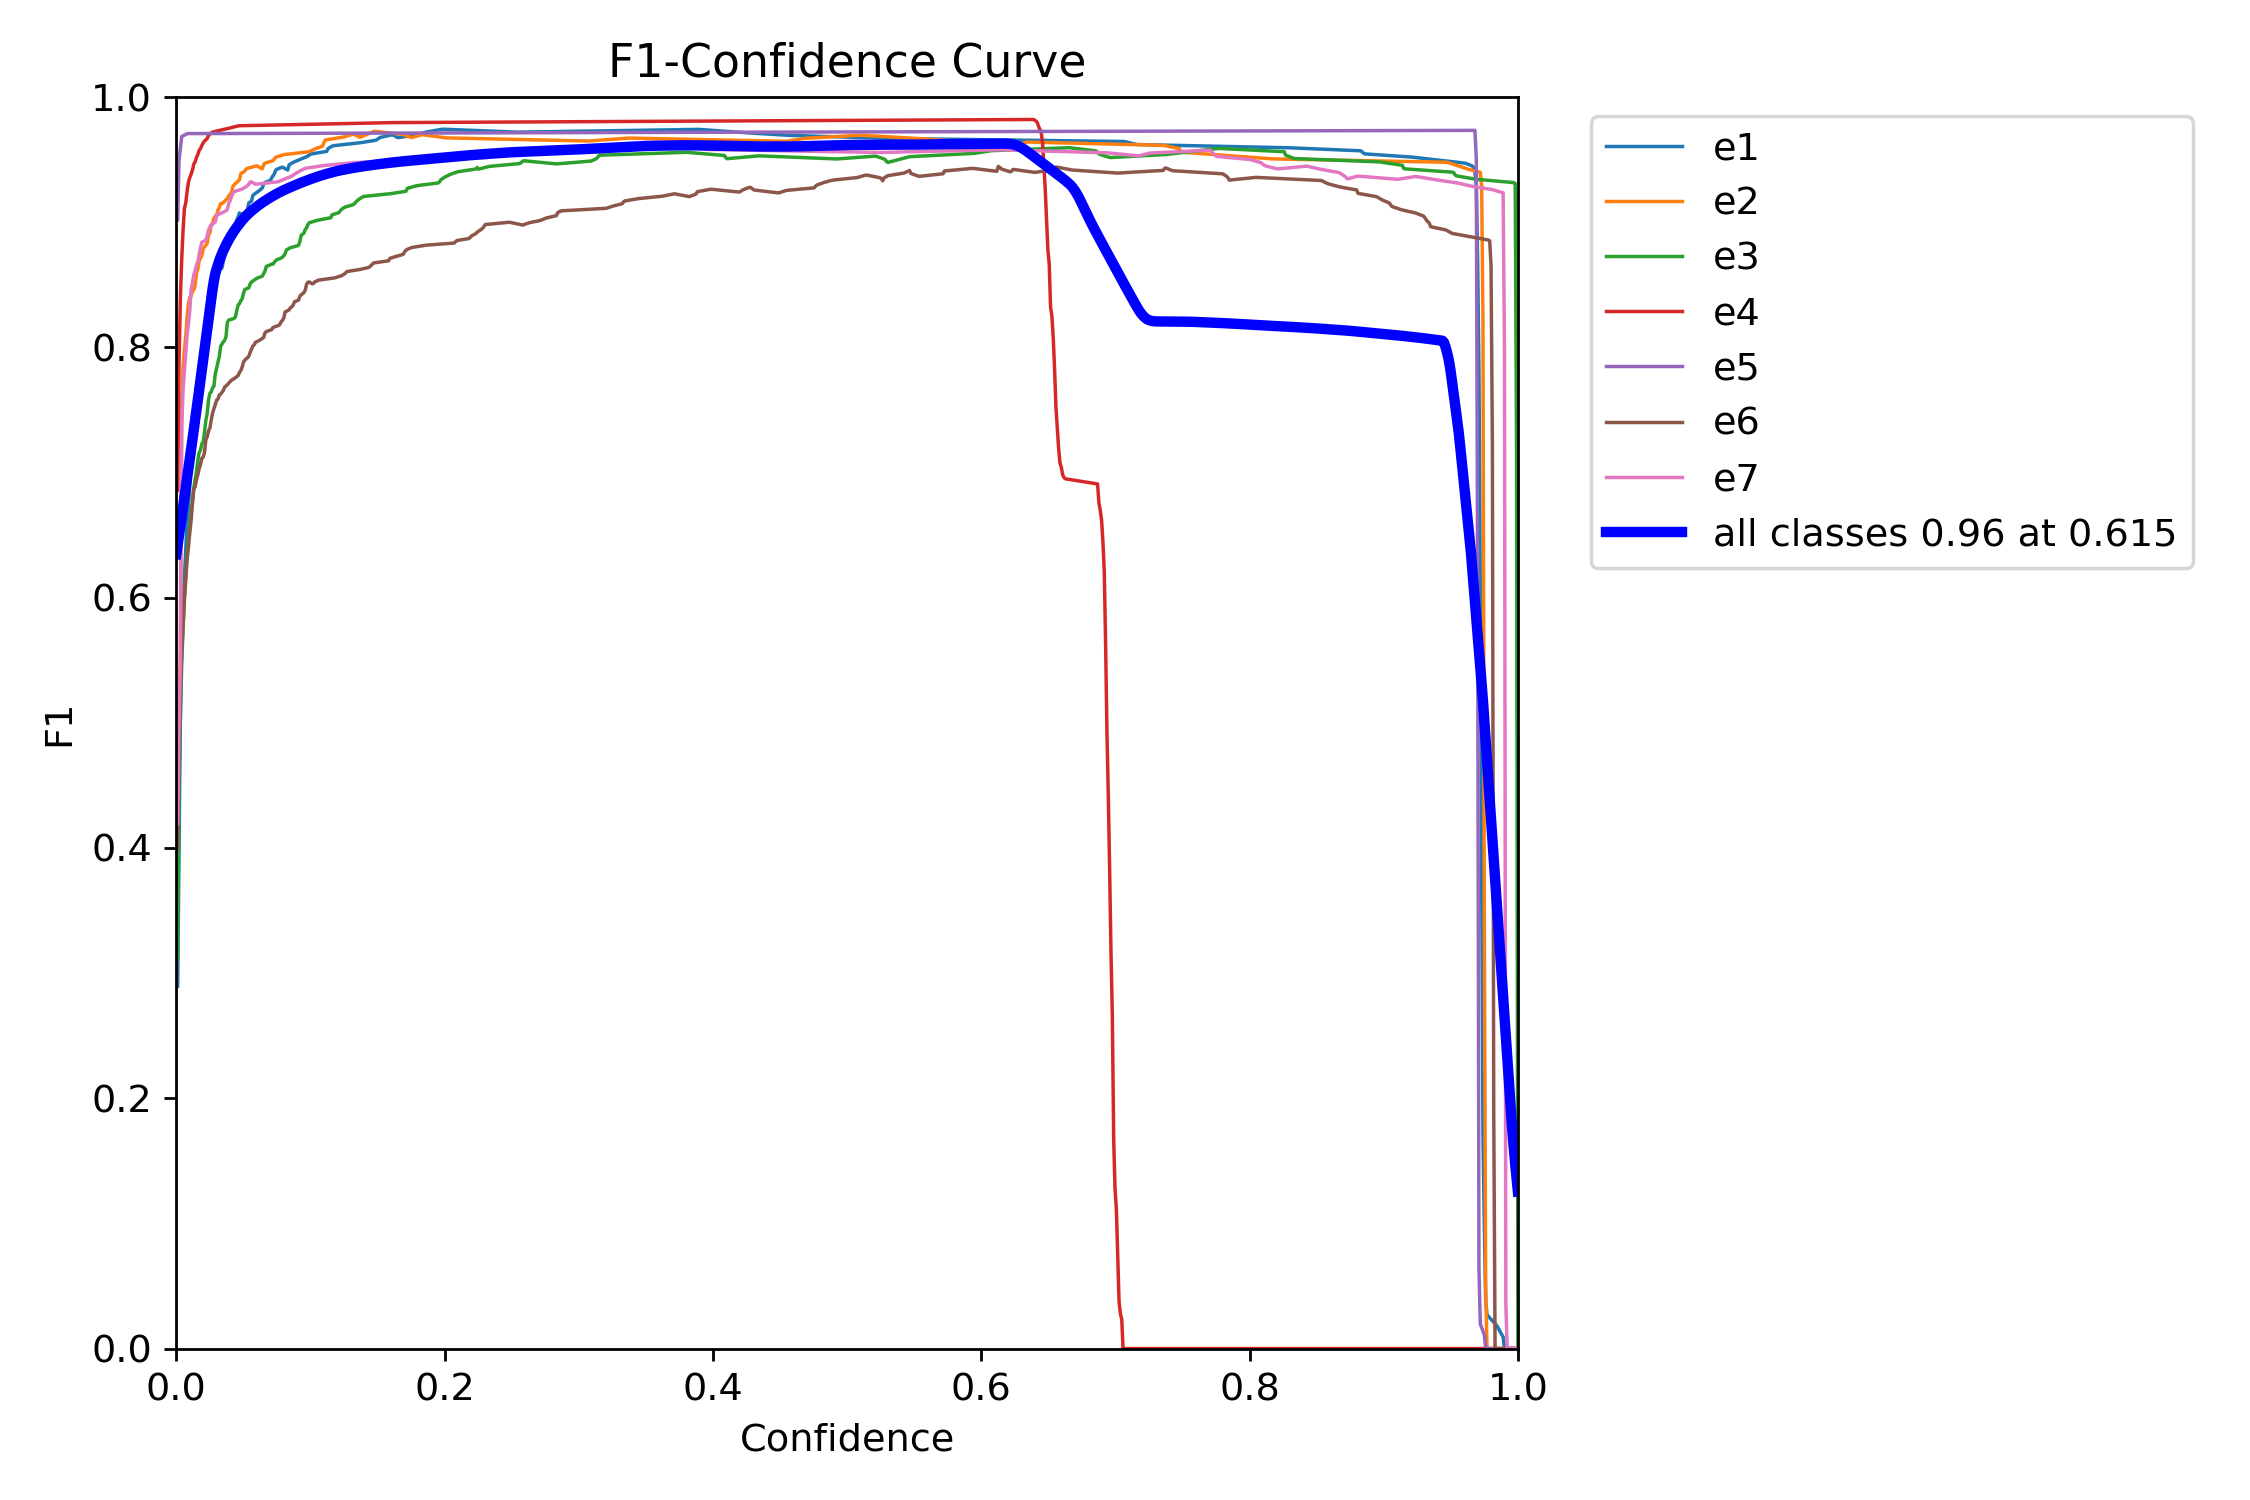 F1-Confidence Curve
1.0
0.8
0.6
0.4
0.2
0.0
F1
0.0 0.2 0.4 0.6 0.8 1.0
Confidence
e1
e2
e3
e4
e5
e6
e7
all classes 0.96 at 0.615